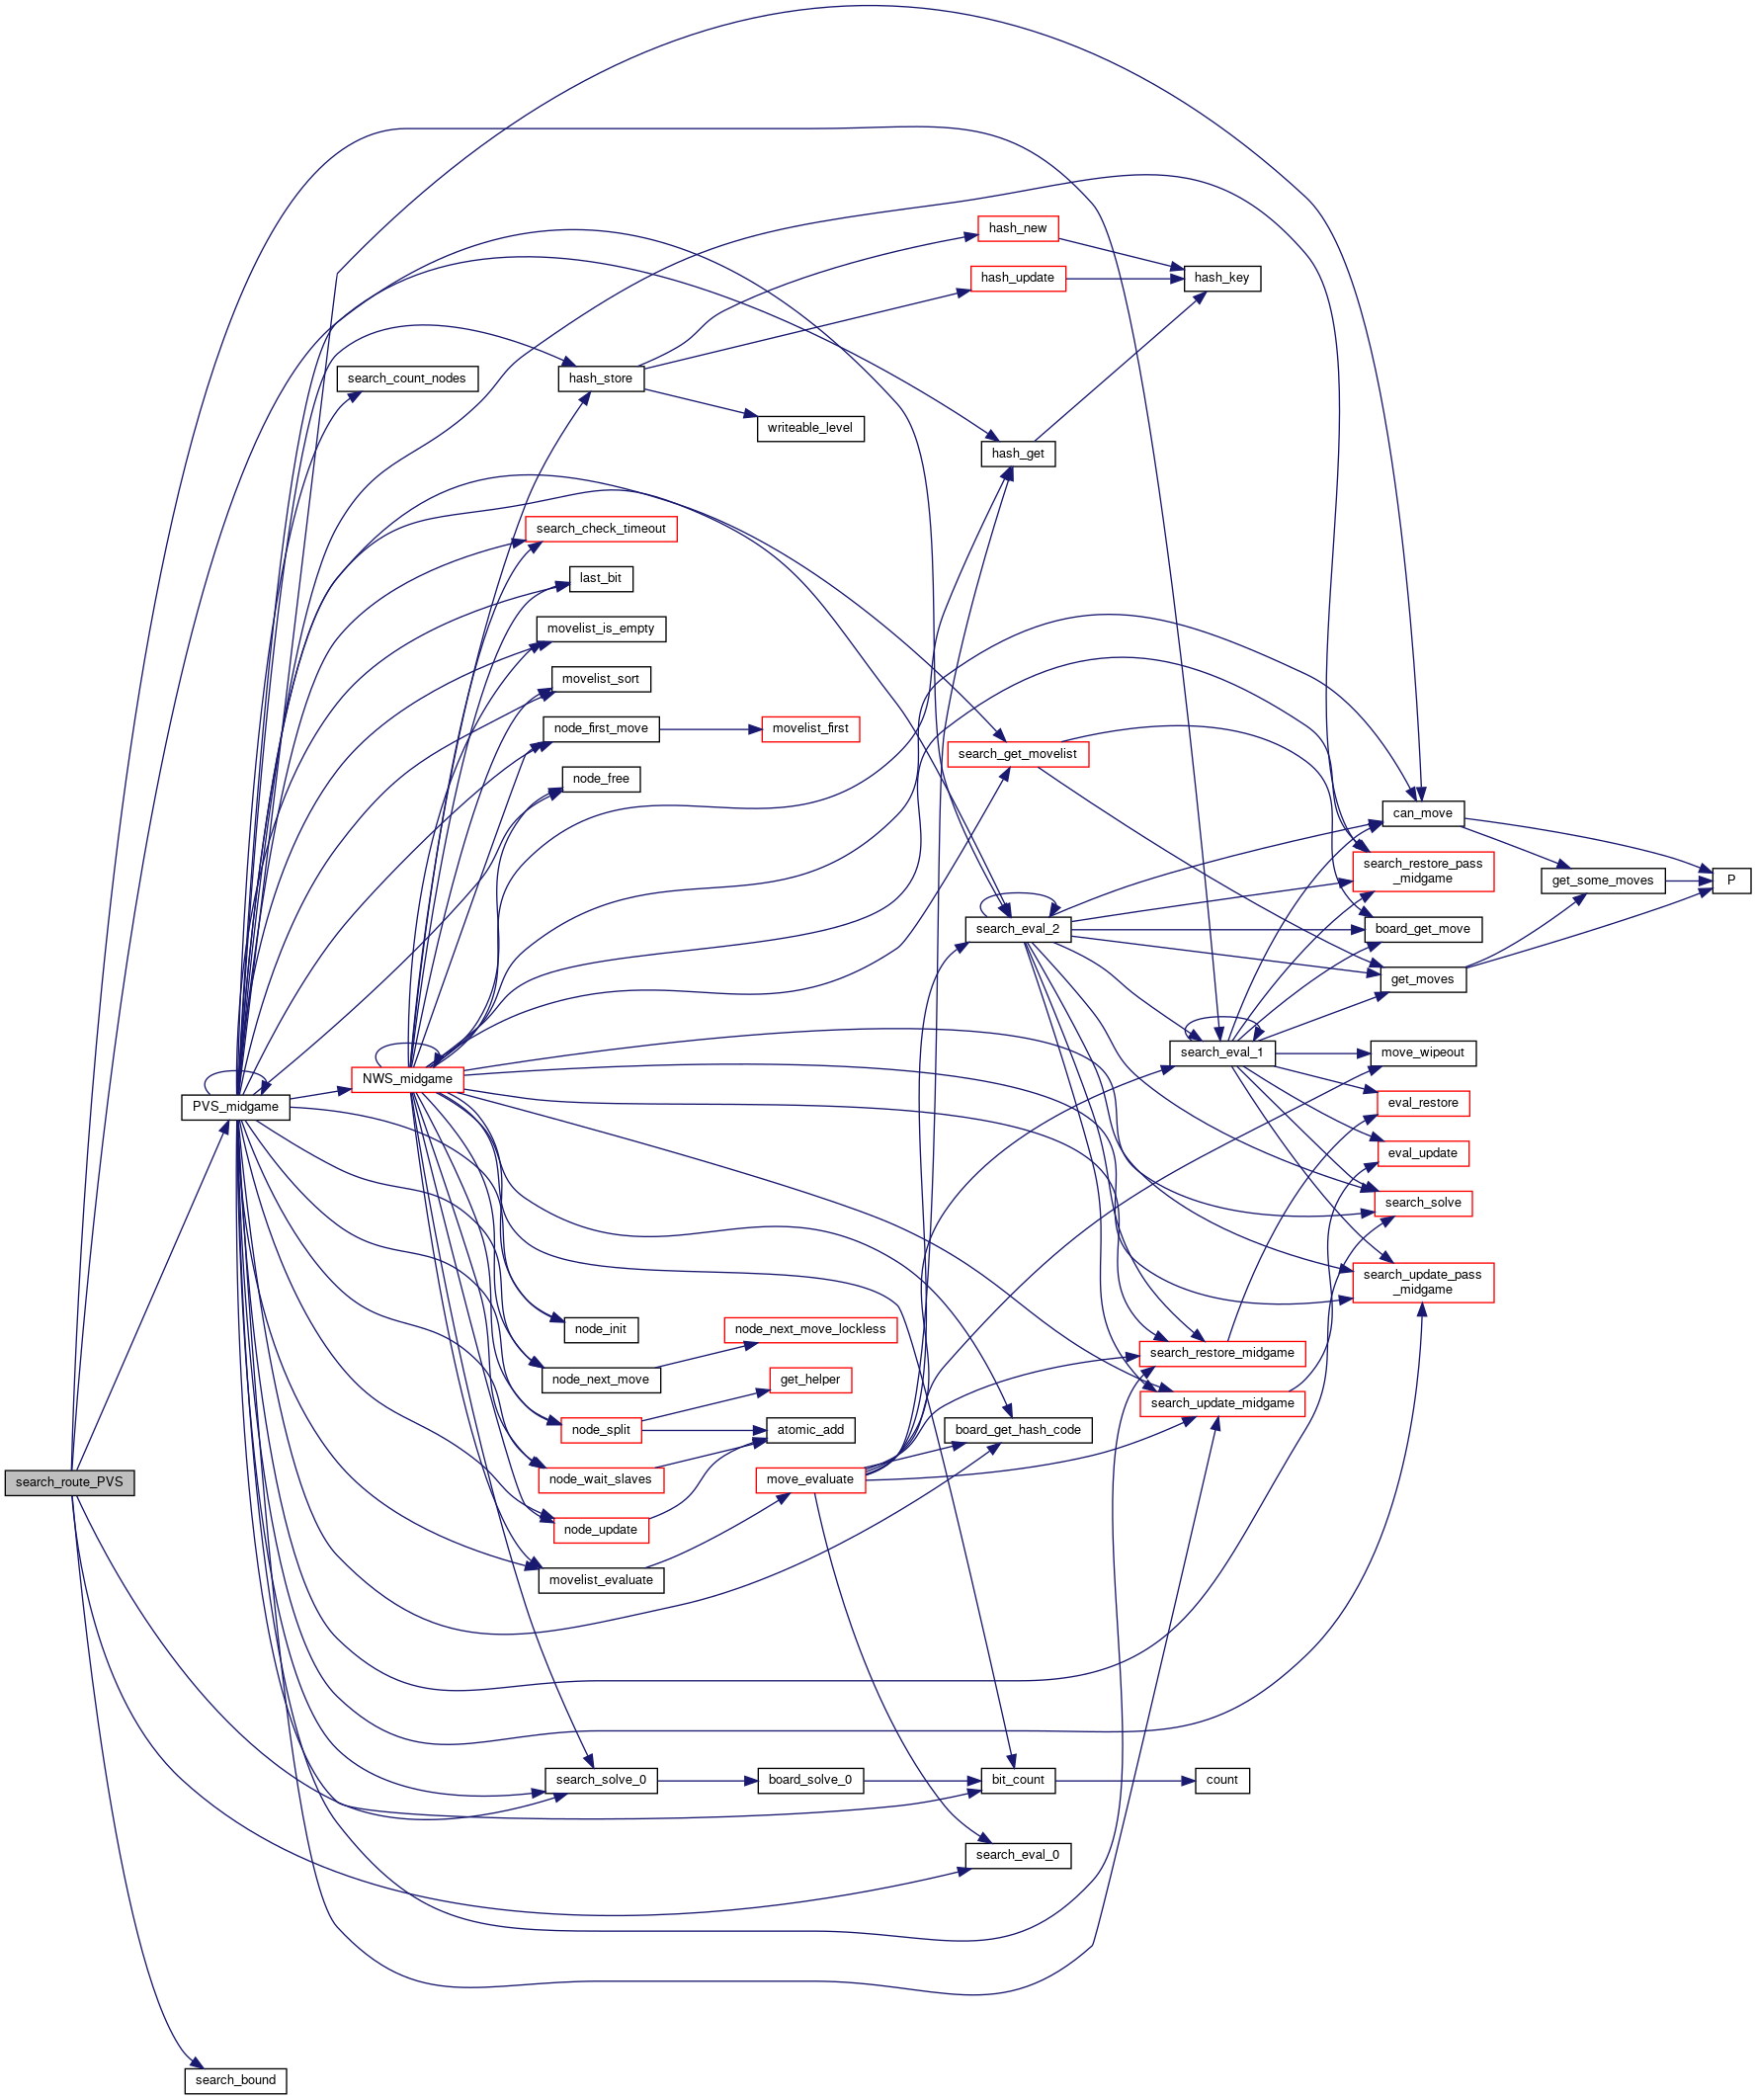 hash_new
hash_update
hash_key
search_count_nodes
hash_store
writeable_level
hash_get
search_check_timeout
last_bit
movelist_is_empty
movelist_sort
node_first_move
movelist_first
search_get_movelist
node_free
can_move
search_restore_pass
_midgame
get_some_moves
P
search_eval_2
board_get_move
get_moves
search_eval_1
move_wipeout
NWS_midgame
PVS_midgame
eval_restore
eval_update
search_solve
search_update_pass
_midgame
node_init
node_next_move_lockless
search_restore_midgame
node_next_move
get_helper
search_update_midgame
node_split
atomic_add
board_get_hash_code
search_route_PVS
node_wait_slaves
move_evaluate
node_update
movelist_evaluate
search_solve_0
board_solve_0
bit_count
count
search_eval_0
search_bound